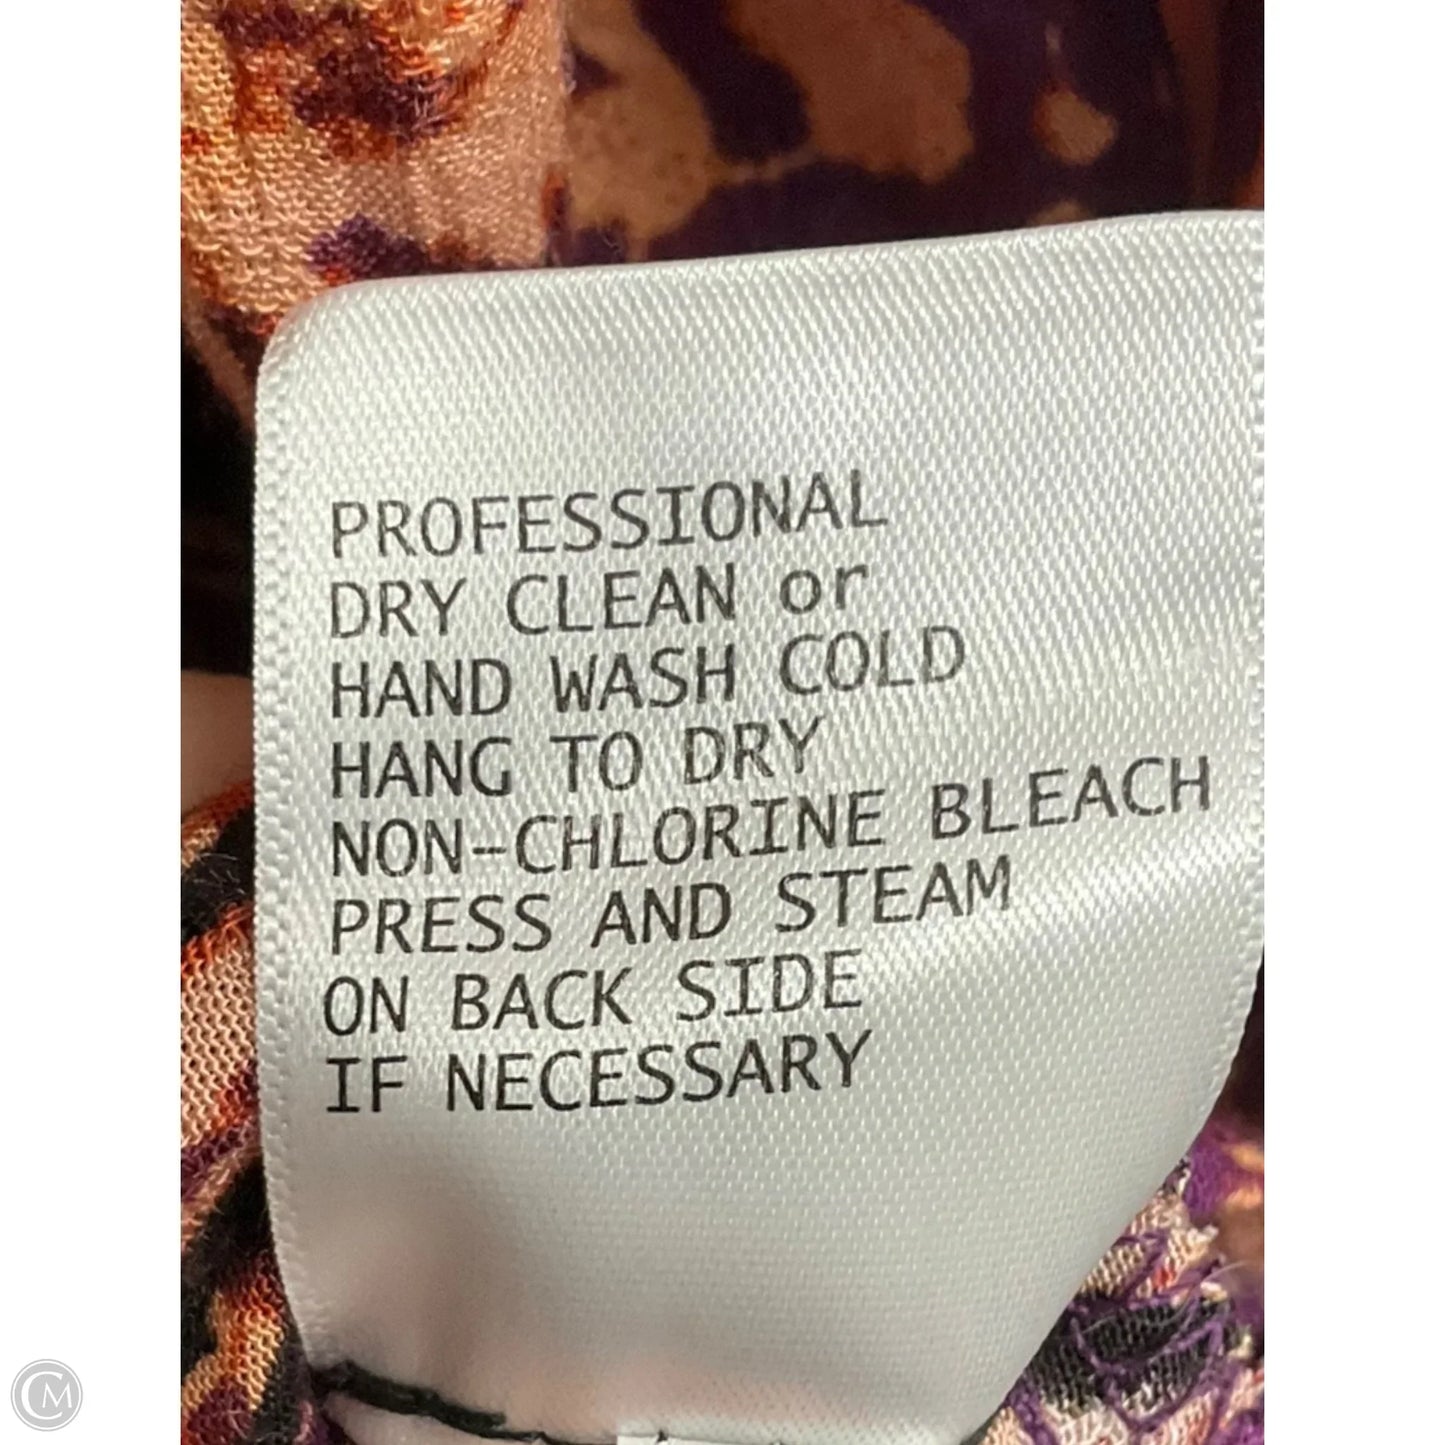 PROFESSIONAL
DRY CLEAN or
HAND WASH COLD
HANG TO DRY
NON-CHLORINE BLEACH
PRESS AND STEAM
ON BACK SIDE
IF NECESSARY
CM